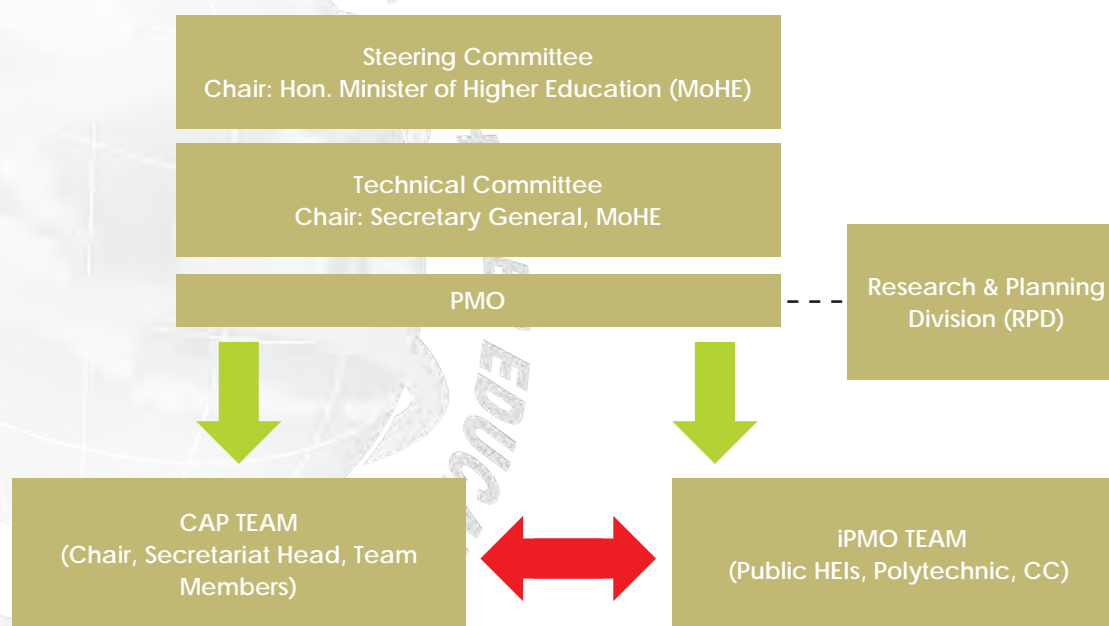 Steering Committee
Chair: Hon. Minister of Higher Education (MoHE)
Technical Committee
Chair: Secretary General, MoHE
PMO
Research & Planning
Division (RPD)
CAP TEAM
(Chair, Secretariat Head, Team
Members)
iPMO TEAM
(Public HEIs, Polytechnic, CC)